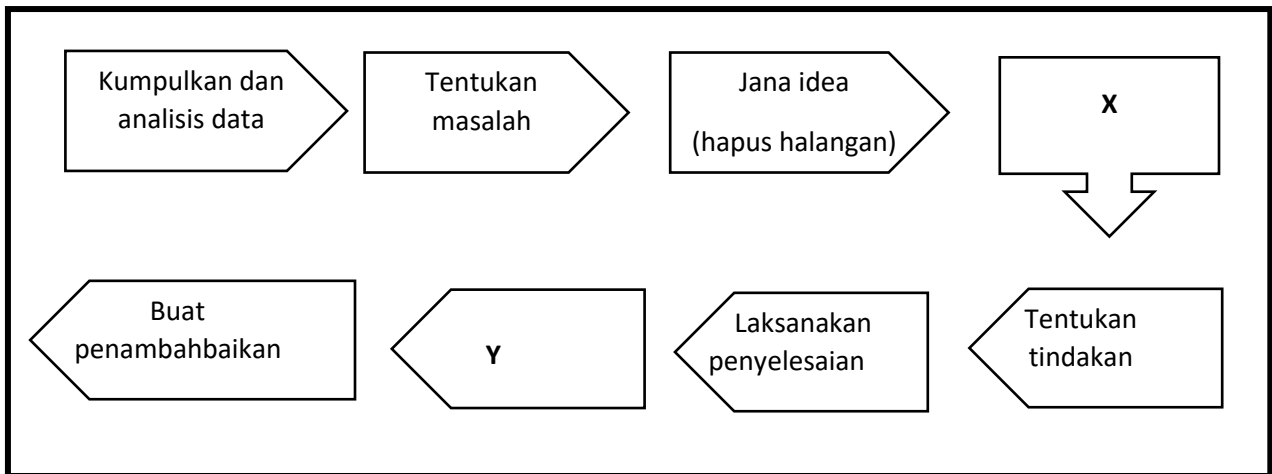 Kumpulkan dan
analisis data
Tentukan
masalah
Jana idea
(hapus halangan)
X
Tentukan
tindakan
Laksanakan
penyelesaian
Y
Buat
penambahbaikan